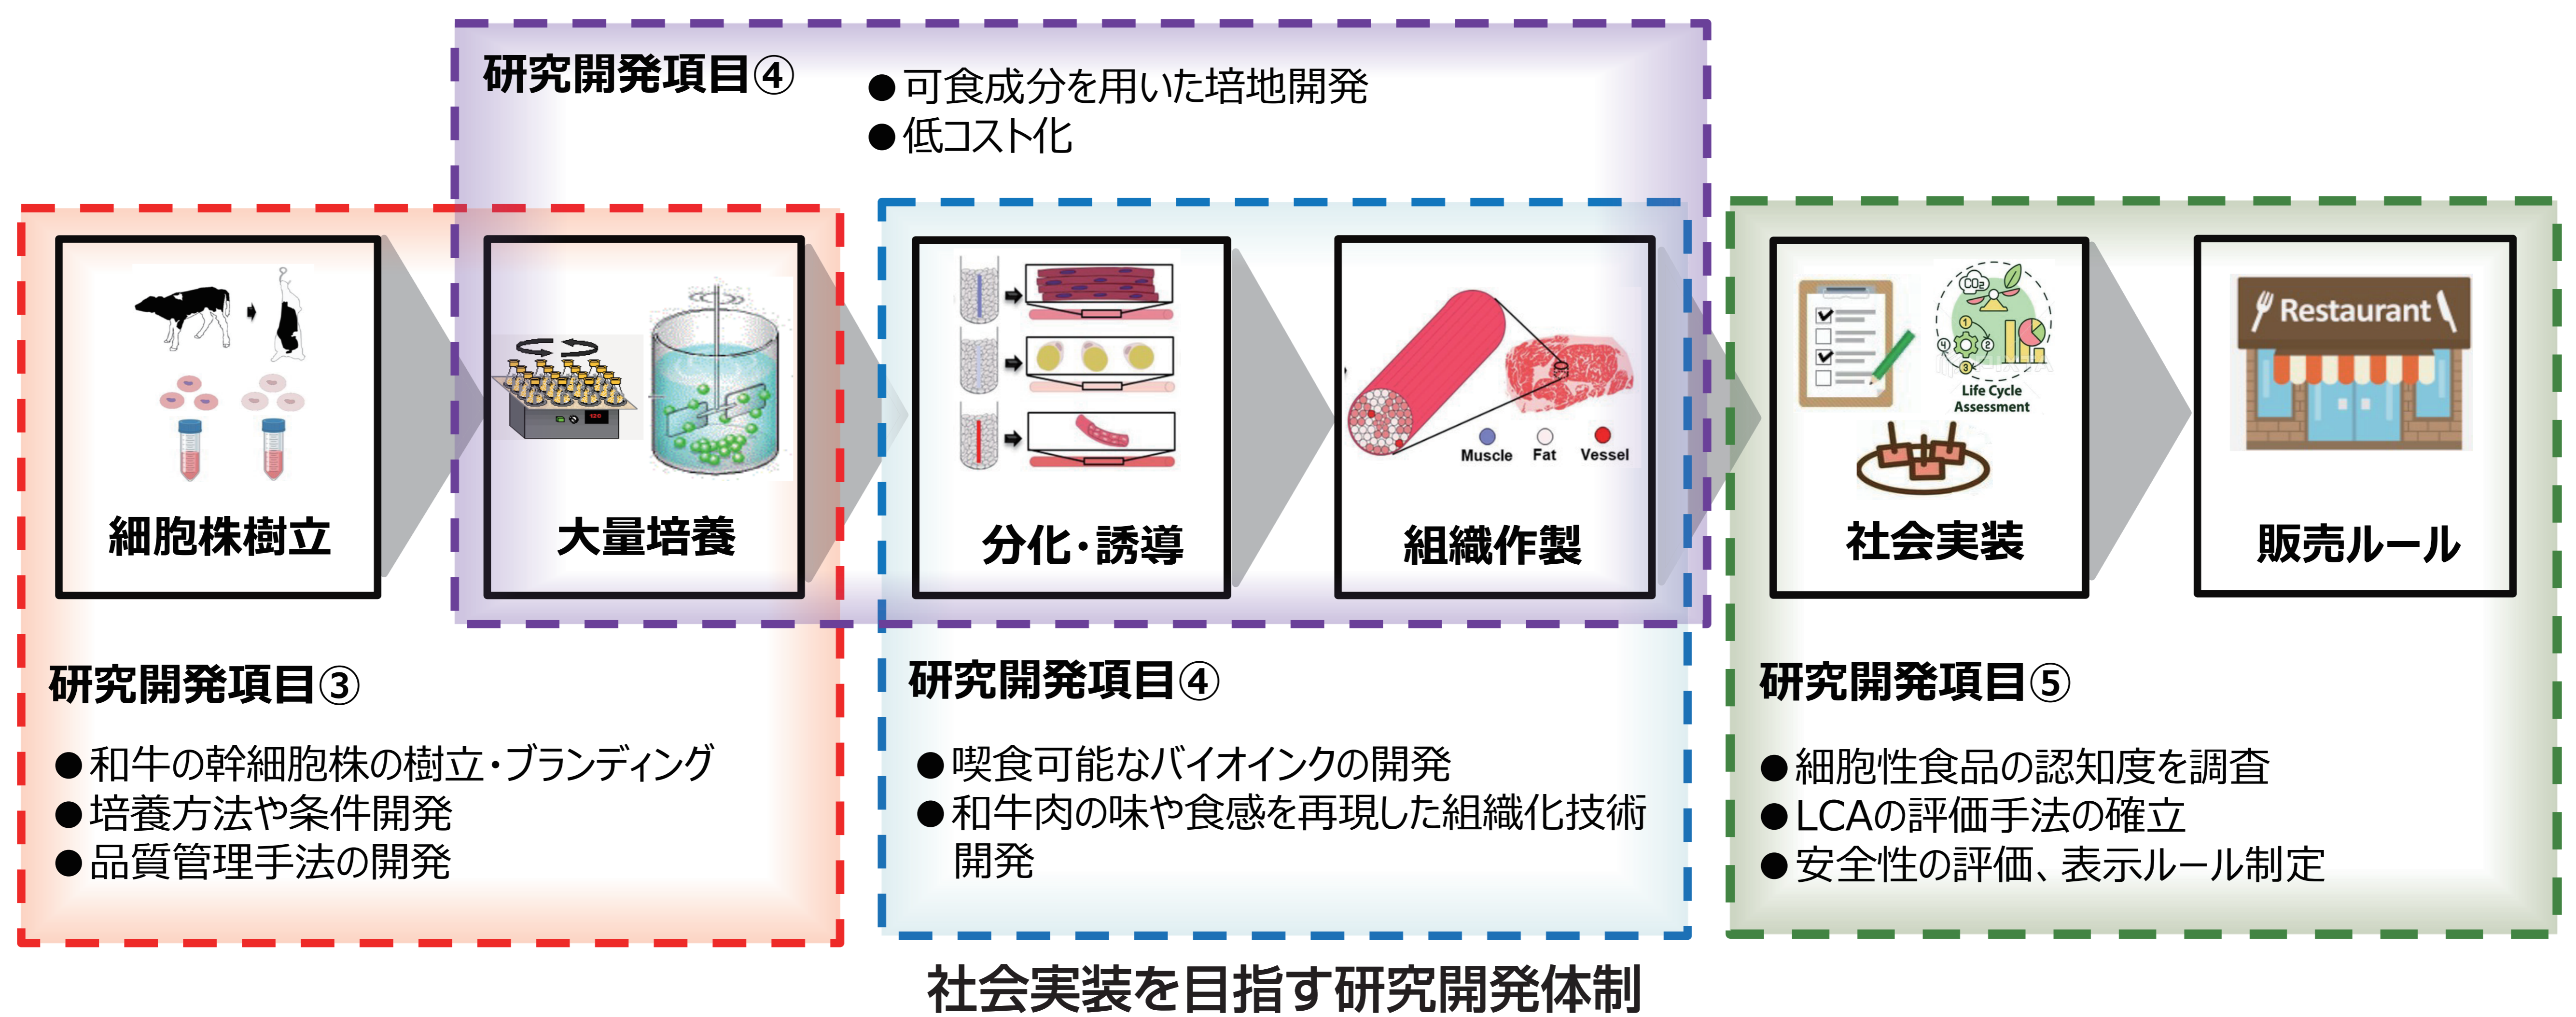 研究開発項目④
●可食成分を用いた培地開発
●低コスト化
細胞株樹立
大量培養
分化・誘導
Muscle Fat Vessel
組織作製
CO₂
1
2
3
4
Life Cycle
Assessment
社会実装
Restaurant
販売ルール
研究開発項目③
●和牛の幹細胞株の樹立・ブランディング
●培養方法や条件開発
●品質管理手法の開発
研究開発項目④
●喫食可能なバイオインクの開発
●和牛肉の味や食感を再現した組織化技術
開発
研究開発項目⑤
●細胞性食品の認知度を調査
●LCAの評価手法の確立
●安全性の評価、表示ルール制定
社会実装を目指す研究開発体制